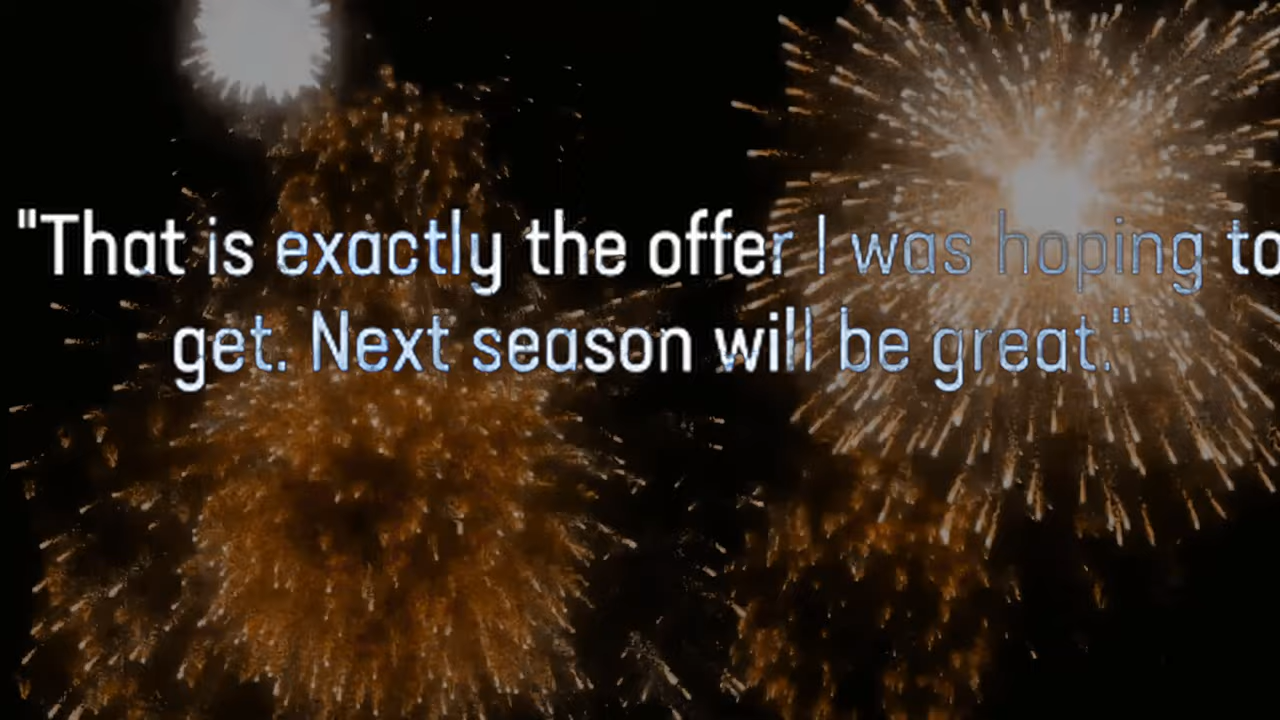 "That is exactly the offer I was hoping to
get. Next season will be great."